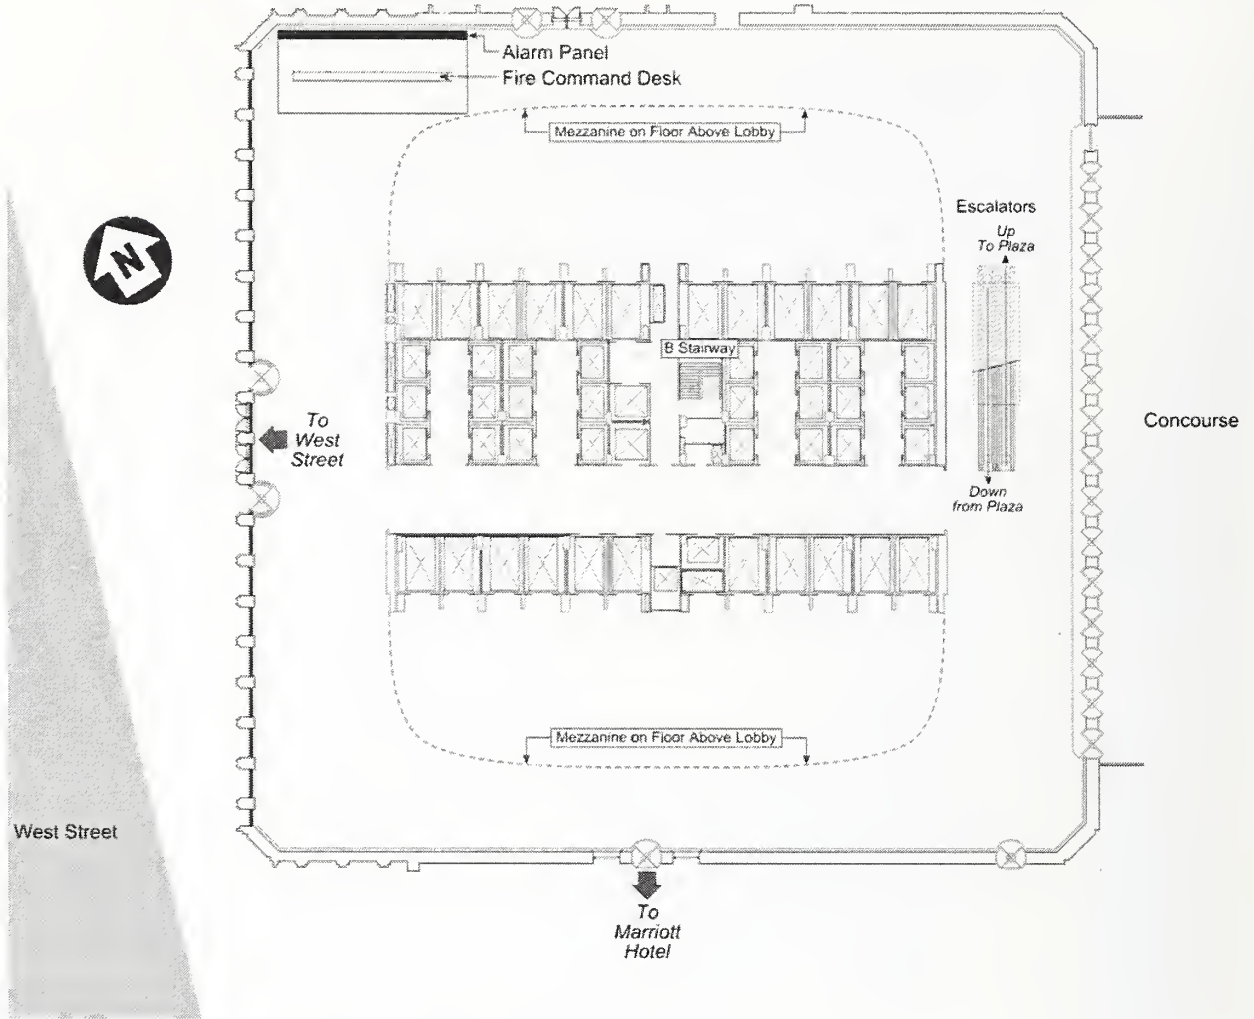 Alarm Panel
Fire Command Desk
Mezzanine on Floor Above Lobby
Escalators
Up
To Plaza
N
B Stairway
To
West
Street
Concourse
Down
from Plaza
Mezzanine on Floor Above Lobby
West Street
To
Marriott
Hotel